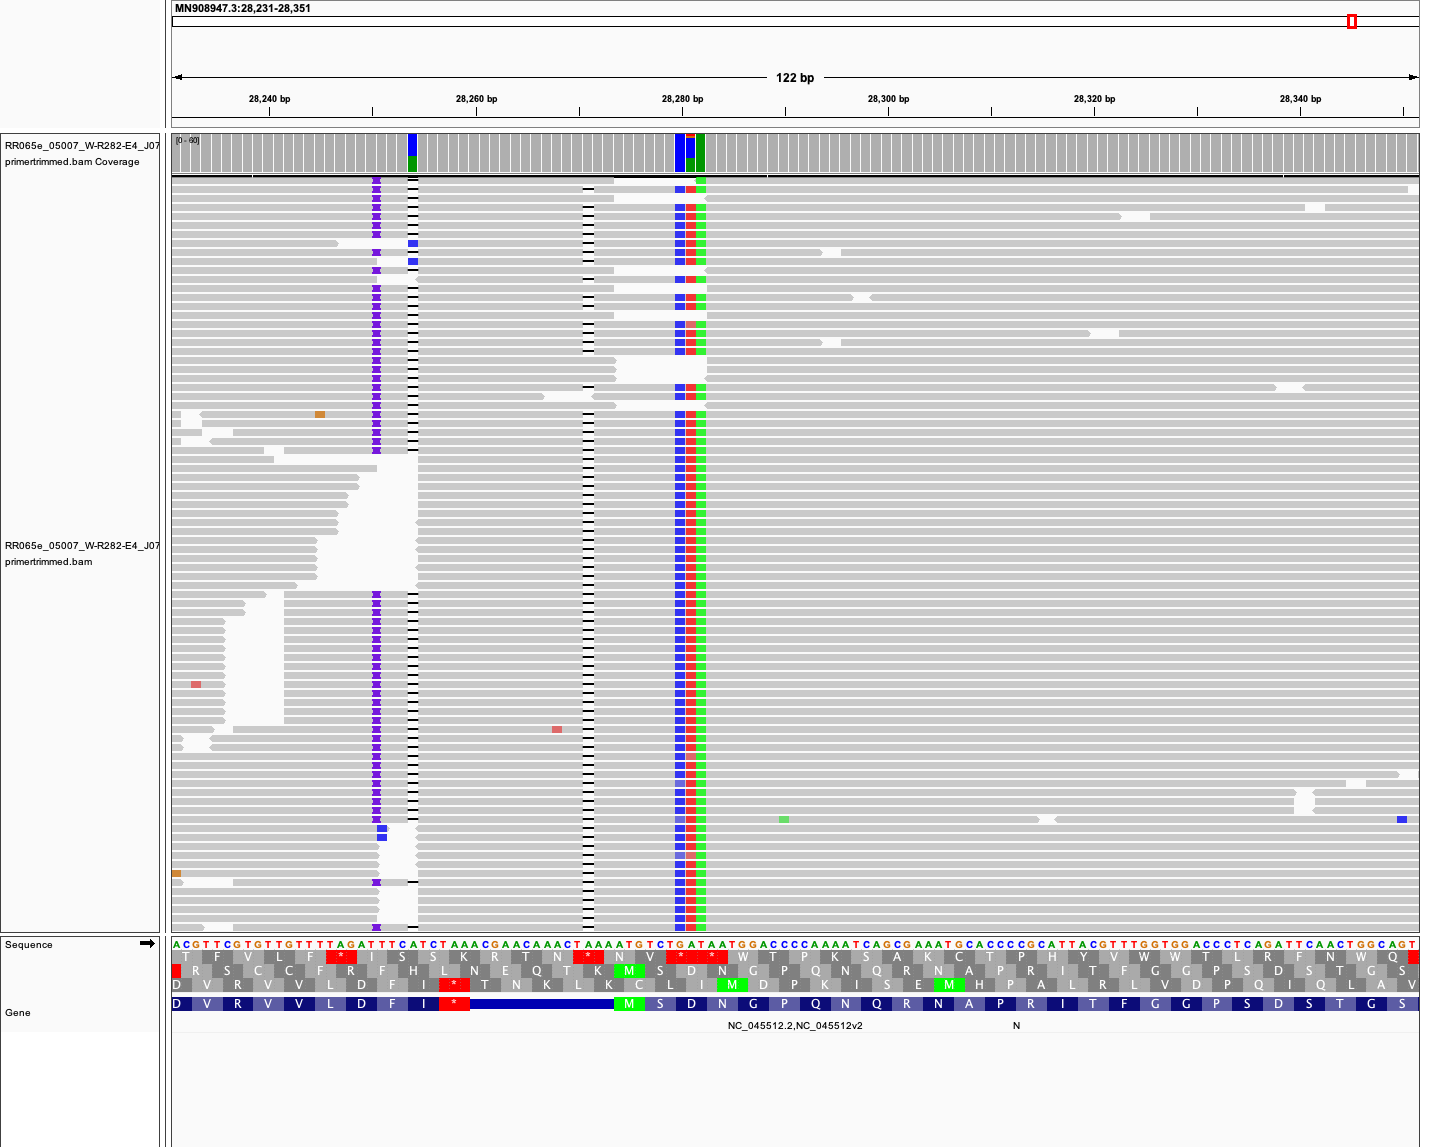 MN908947.3:28,231-28,351
122 bp
28,240 bp 28,260 bp 28,280 bp 28,300 bp 28,320 bp 28,340 bp
RR065e_05007_W-R282-E4_J07
primertrimmed.bam Coverage
[0 - 60]
RR065e_05007_W-R282-E4_J07
primertrimmed.bam
Sequence
ACGTTCGTGTTGTTTTAGATTTCATCTAAACGAACAAACTAAAATGTCTGATAATGGACCCCAAAATCAGCGAAATGCACCCCGCATTACGTTTGGTGGACCCTCAGATTCAACTGGCAGT
T F V L F * I S S K R T N * N V * * W T P K S A K C T P H Y V W W T L R F N W Q
R S C C F R F H L N E Q T K M S D N G P Q N Q R N A P R I T F G G P S D S T G S
D V R V V L D F I * T N K L K C L I M D P K I S E M H P A L R L V D P Q I Q L A V
Gene
D V R V V L D F I * M S D N G P Q N Q R N A P R I T F G G P S D S T G S
NC_045512.2,NC_045512v2 N